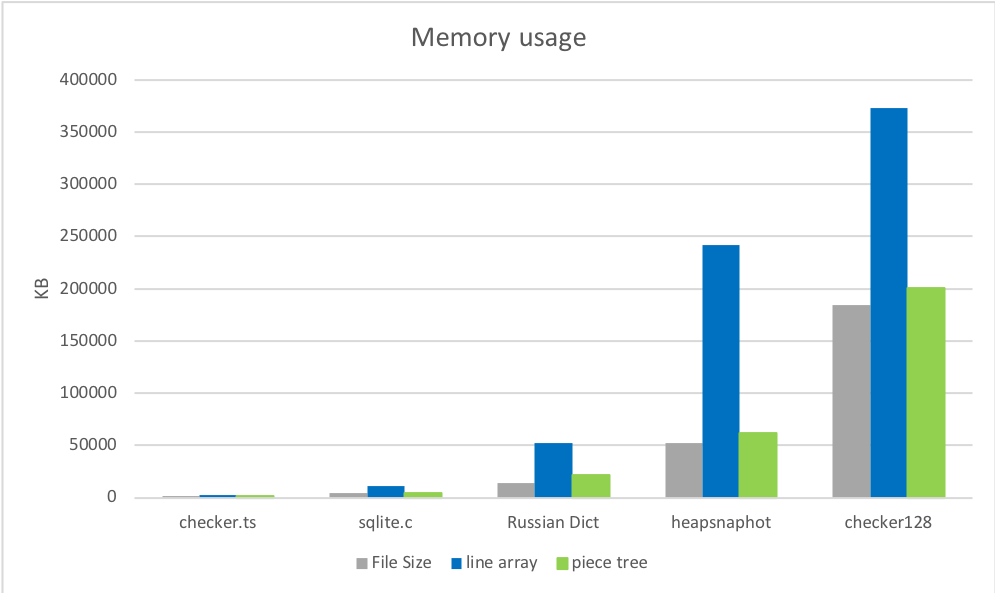 Memory usage
400000
350000
300000
250000
200000
150000
100000
50000
0
KB
checker.ts sqlite.c Russian Dict heapsnaphot checker128
File Size line array piece tree